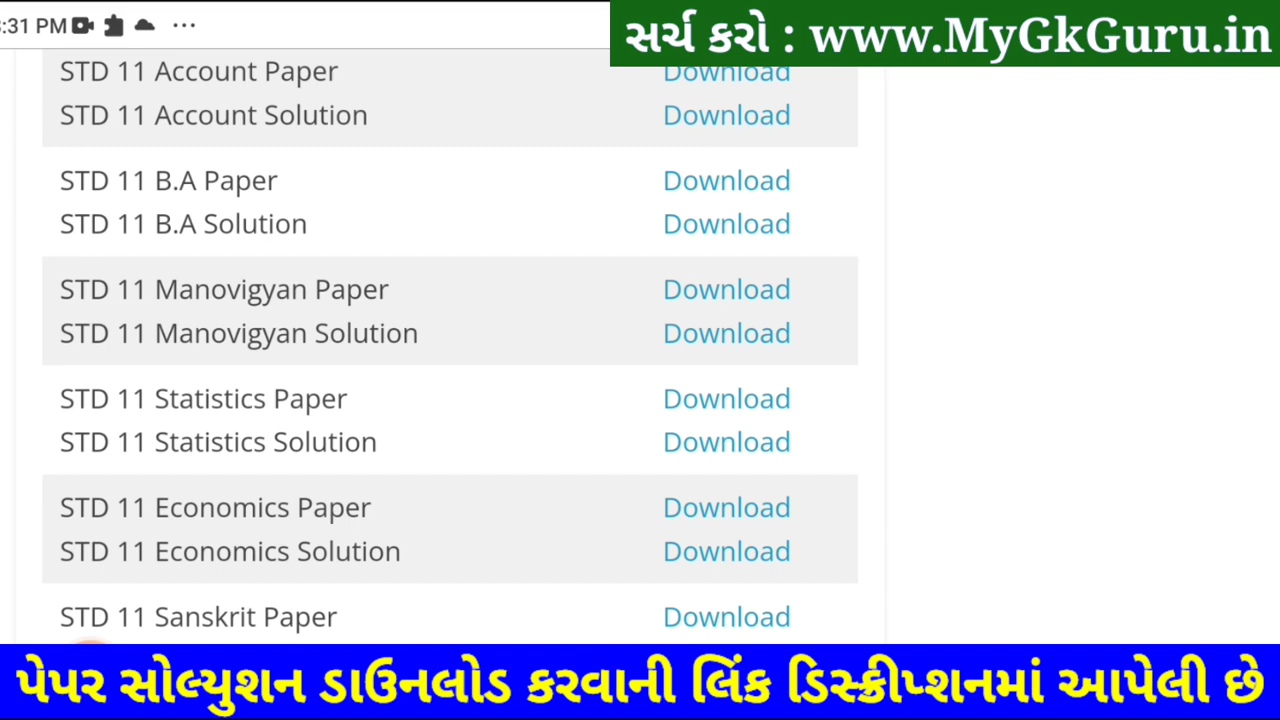 :31 PM ...
સર્ચ કરો : www.MyGkGuru.in
STD 11 Account Paper Download
STD 11 Account Solution Download
STD 11 B.A Paper Download
STD 11 B.A Solution Download
STD 11 Manovigyan Paper Download
STD 11 Manovigyan Solution Download
STD 11 Statistics Paper Download
STD 11 Statistics Solution Download
STD 11 Economics Paper Download
STD 11 Economics Solution Download
STD 11 Sanskrit Paper Download
પેપર સોલ્યુશન ડાઉનલોડ કરવાની લિંક ડિસ્ક્રીપ્શનમાં આપેલી છે